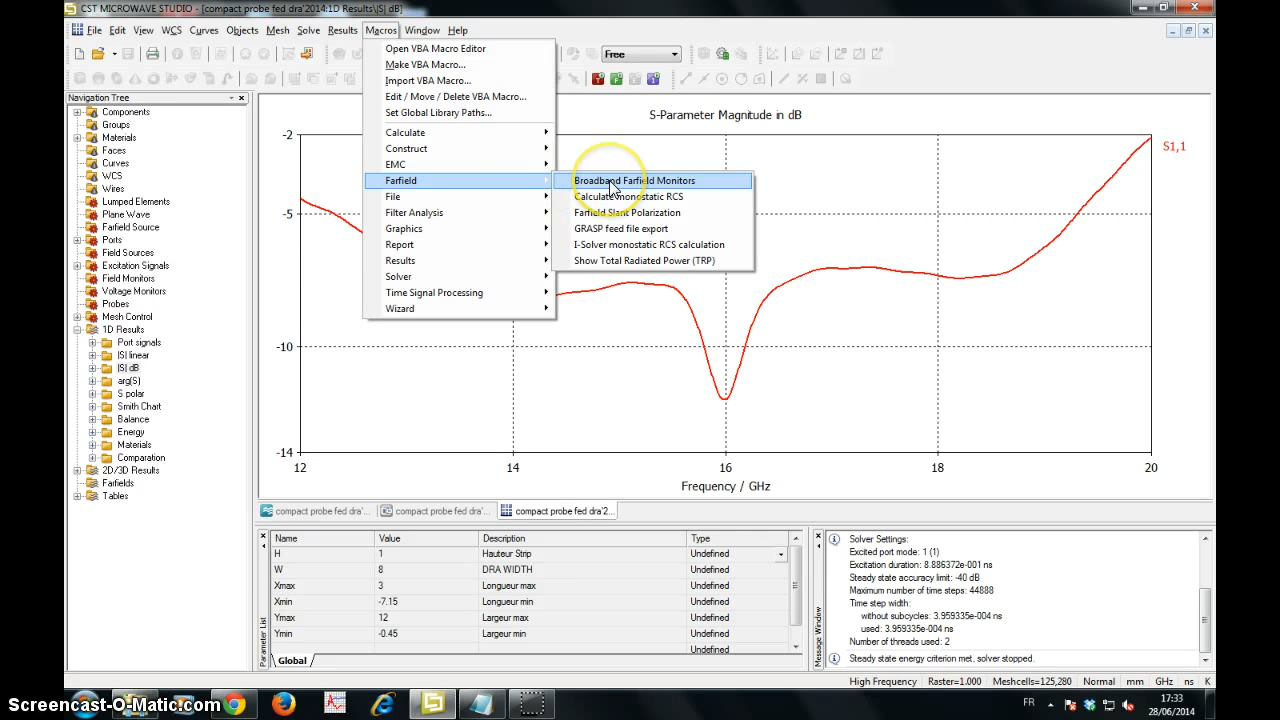 CST MICROWAVE STUDIO - [compact probe fed dra'2014:1D Results\|S| dB]
File Edit View WCS Curves Objects Mesh Solve Results Macros Window Help
Free
Open VBA Macro Editor
Make VBA Macro...
Import VBA Macro...
Edit / Move / Delete VBA Macro...
Set Global Library Paths...
Calculate
Construct
EMC
Farfield
File
Filter Analysis
Graphics
Report
Results
Solver
Time Signal Processing
Wizard
Broadband Farfield Monitors
Calculate monostatic RCS
Farfield Slant Polarization
GRASP feed file export
I-Solver monostatic RCS calculation
Show Total Radiated Power (TRP)
Navigation Tree
Components
Groups
Materials
Faces
Curves
WCS
Wires
Lumped Elements
Plane Wave
Farfield Source
Ports
Field Sources
Excitation Signals
Field Monitors
Voltage Monitors
Probes
Mesh Control
1D Results
Port signals
|S| linear
|S| dB
arg(S)
S polar
Smith Chart
Balance
Energy
Materials
Comparation
2D/3D Results
Farfields
Tables
S-Parameter Magnitude in dB
S1,1
-2
-5
-10
-14
12 14 16 18 20
Frequency / GHz
compact probe fed dra'... compact probe fed dra'... compact probe fed dra'2...
Name Value Description Type
H 1 Hauteur Strip Undefined
W 8 DRA WIDTH Undefined
Xmax 3 Longueur max Undefined
Xmin -7.15 Longueur min Undefined
Ymax 12 Largeur max Undefined
Ymin -0.45 Largeur min Undefined
Undefined
Global
Parameter List
Message Window
Solver Settings:
Excited port mode: 1 (1)
Excitation duration: 8.886372e-001 ns
Steady state accuracy limit: -40 dB
Maximum number of time steps: 44888
Time step width:
without subcycles: 3.959335e-004 ns
used: 3.959335e-004 ns
Number of threads used: 2
Steady state energy criterion met, solver stopped.
High Frequency Raster=1.000 Meshcells=125,280 Normal mm GHz ns K
Screencast-O-Matic.com
FR
17:33
28/06/2014